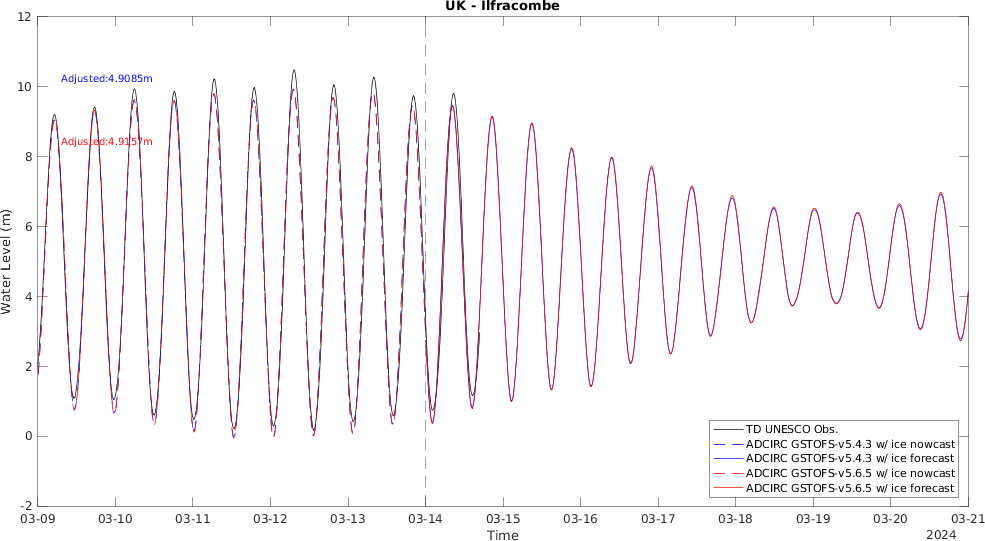 UK - Ilfracombe
12
10
8
6
4
2
0
-2
Water Level (m)
Adjusted:4.9085m
Adjusted:4.9157m
TD UNESCO Obs.
ADCIRC GSTOFS-v5.4.3 w/ ice nowcast
ADCIRC GSTOFS-v5.4.3 w/ ice forecast
ADCIRC GSTOFS-v5.6.5 w/ ice nowcast
ADCIRC GSTOFS-v5.6.5 w/ ice forecast
03-09 03-10 03-11 03-12 03-13 03-14 03-15 03-16 03-17 03-18 03-19 03-20 03-21
Time
2024